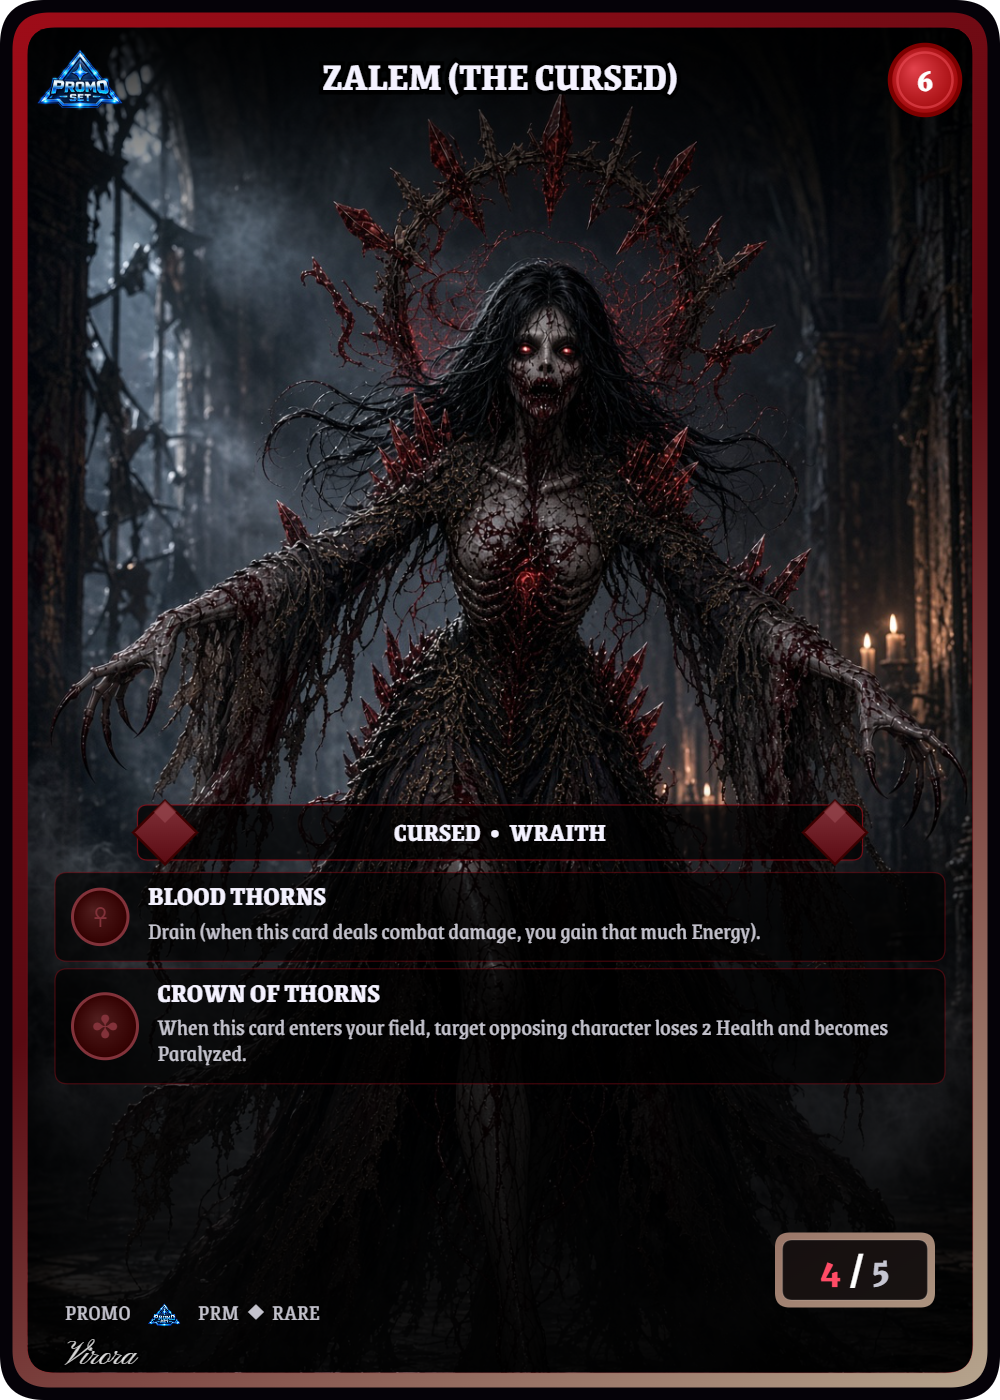 PROMO
SET
ZALEM (THE CURSED)
6
CURSED • WRAITH
BLOOD THORNS
Drain (when this card deals combat damage, you gain that much Energy).
CROWN OF THORNS
When this card enters your field, target opposing character loses 2 Health and becomes
Paralyzed.
4 / 5
PROMO PROMO SET PRM ◆ RARE
Virora